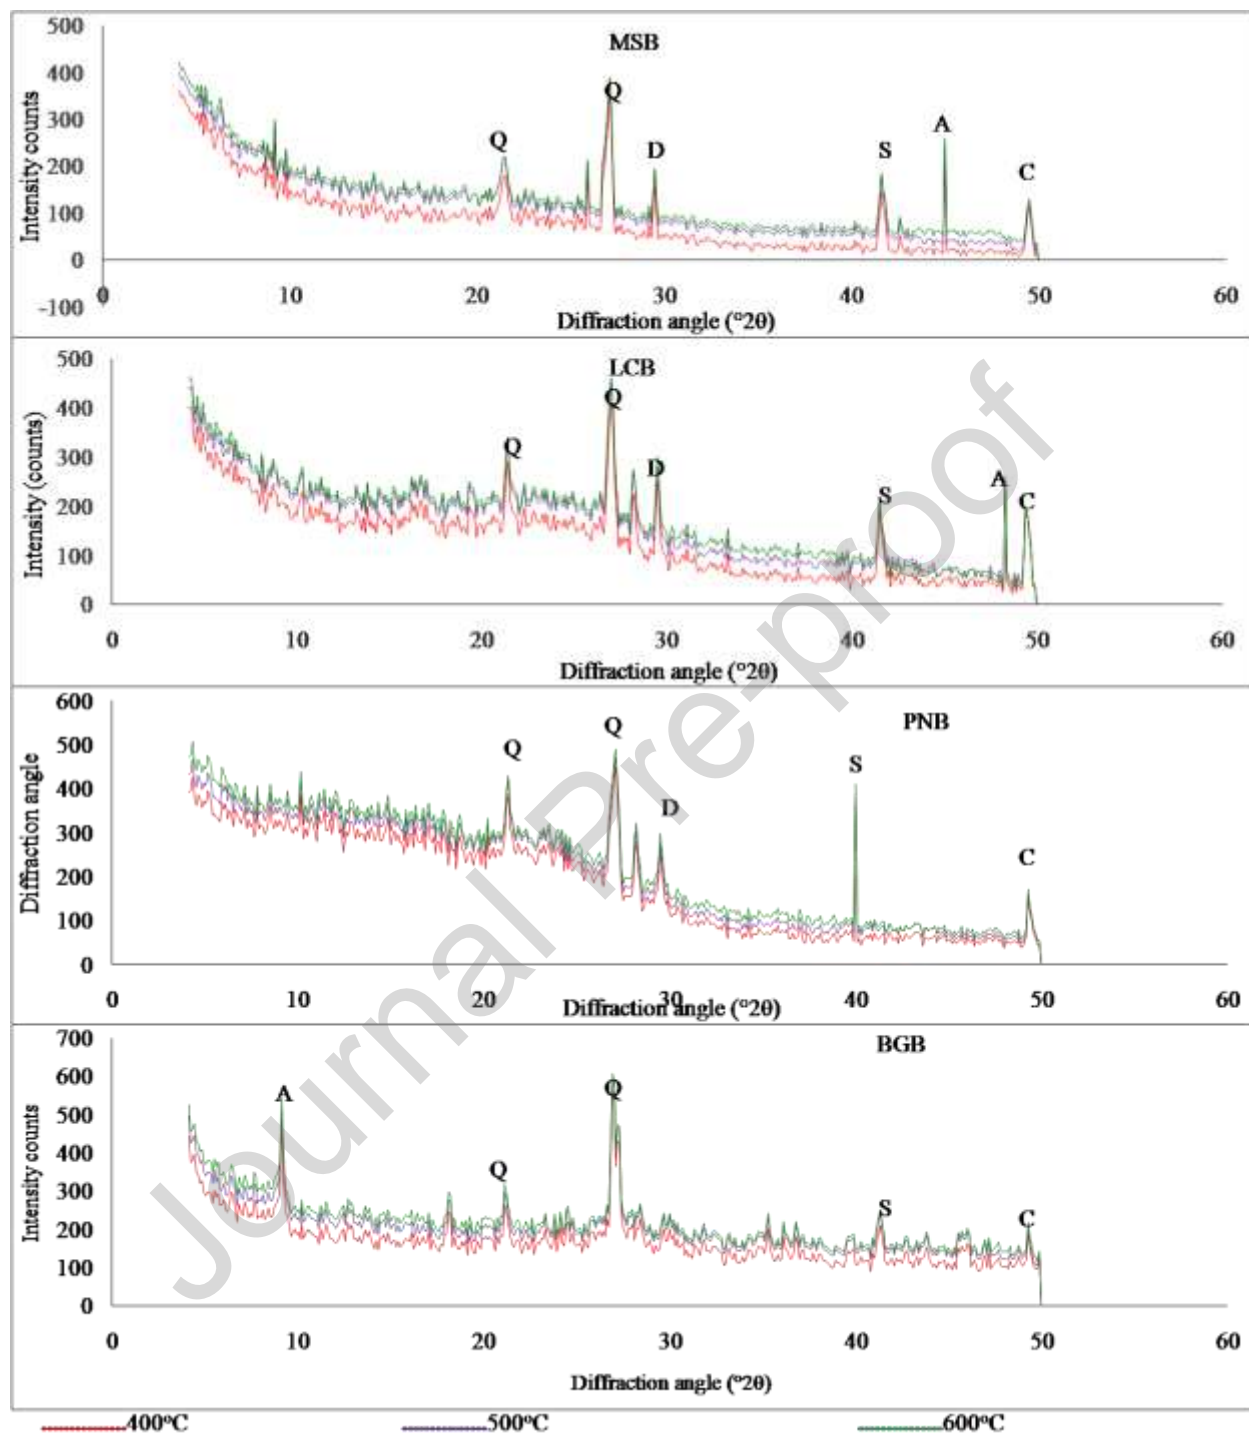 MSB
Intensity counts
500
400
300
200
100
0
-100
Q
Q
D
S
A
C
0 10 20 30 40 50 60
Diffraction angle (°2θ)
LCB
Intensity (counts)
500
400
300
200
100
0
Q
Q
D
S
A
C
0 10 20 30 40 50 60
Diffraction angle (°2θ)
PNB
Diffraction angle
600
500
400
300
200
100
0
Q
Q
D
S
C
0 10 20 30 40 50 60
Diffraction angle (°2θ)
BGB
Intensity counts
700
600
500
400
300
200
100
0
A
Q
Q
S
C
0 10 20 30 40 50 60
Diffraction angle (°2θ)
400°C 500°C 600°C
Journal Pre-proof